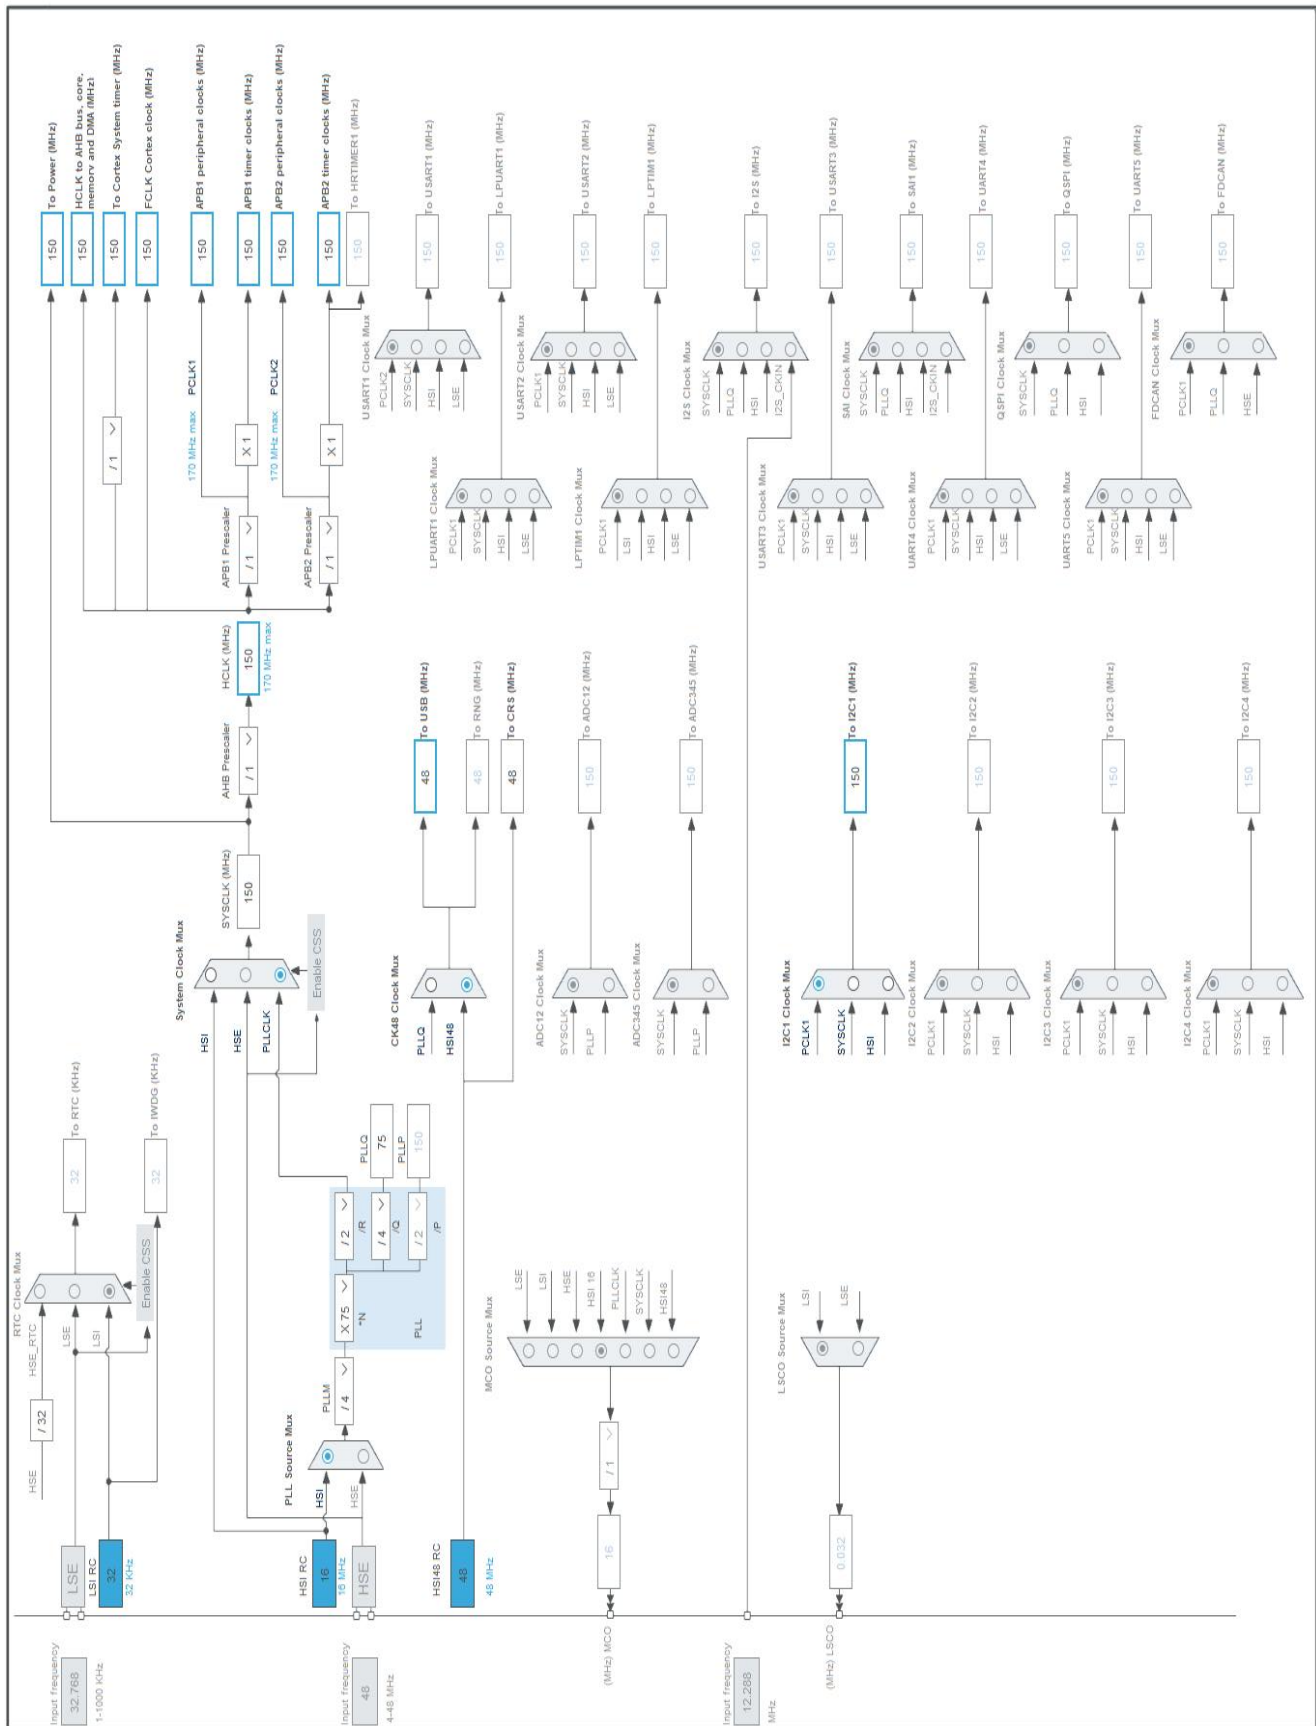 RTC Clock Mux
HSE
/ 32
HSE_RTC
Input frequency
32.768
1-1000 KHz
LSE
LSE
32
To RTC (KHz)
LSI RC
32
32 KHz
LSI
Enable CSS
32
To IWDG (KHz)
System Clock Mux
HSI
HSE
PLLCLK
Enable CSS
SYSCLK (MHz)
150
AHB Prescaler
/ 1
HCLK (MHz)
150
170 MHz max
150
To Power (MHz)
150
HCLK to AHB bus, core,
memory and DMA (MHz)
/ 1
150
To Cortex System timer (MHz)
150
FCLK Cortex clock (MHz)
APB1 Prescaler
/ 1
170 MHz max
PCLK1
150
APB1 peripheral clocks (MHz)
X 1
150
APB1 timer clocks (MHz)
APB2 Prescaler
/ 1
170 MHz max
PCLK2
150
APB2 peripheral clocks (MHz)
X 1
150
APB2 timer clocks (MHz)
150
To HRTIMER1 (MHz)
PLL Source Mux
HSI RC
16
16 MHz
HSI
Input frequency
48
4-48 MHz
HSE
HSE
PLLM
/ 4
X 75
*N
PLL
/ 2
/R
/ 4
/Q
/ 2
/P
PLLQ
75
PLLP
150
HSI48 RC
48
48 MHz
CK48 Clock Mux
PLLQ
HSI48
48
To USB (MHz)
48
To RNG (MHz)
48
To CRS (MHz)
ADC12 Clock Mux
SYSCLK
PLLP
150
To ADC12 (MHz)
ADC345 Clock Mux
SYSCLK
PLLP
150
To ADC345 (MHz)
USART1 Clock Mux
PCLK2
SYSCLK
HSI
LSE
150
To USART1 (MHz)
LPUART1 Clock Mux
PCLK1
SYSCLK
HSI
LSE
150
To LPUART1 (MHz)
USART2 Clock Mux
PCLK1
SYSCLK
HSI
LSE
150
To USART2 (MHz)
LPTIM1 Clock Mux
PCLK1
LSI
HSI
LSE
150
To LPTIM1 (MHz)
MCO Source Mux
LSE
LSI
HSE
HSI 16
PLLCLK
SYSCLK
HSI48
/ 1
16
(MHz) MCO
Input frequency
12.288
MHz
I2S Clock Mux
SYSCLK
PLLQ
HSI
I2S_CKIN
150
To I2S (MHz)
USART3 Clock Mux
PCLK1
SYSCLK
HSI
LSE
150
To USART3 (MHz)
LSCO Source Mux
LSI
LSE
0.032
(MHz) LSCO
I2C1 Clock Mux
PCLK1
SYSCLK
HSI
150
To I2C1 (MHz)
SAI Clock Mux
SYSCLK
PLLQ
HSI
I2S_CKIN
150
To SAI1 (MHz)
I2C2 Clock Mux
PCLK1
SYSCLK
HSI
150
To I2C2 (MHz)
UART4 Clock Mux
PCLK1
SYSCLK
HSI
LSE
150
To UART4 (MHz)
QSPI Clock Mux
SYSCLK
PLLQ
HSI
150
To QSPI (MHz)
I2C3 Clock Mux
PCLK1
SYSCLK
HSI
150
To I2C3 (MHz)
UART5 Clock Mux
PCLK1
SYSCLK
HSI
LSE
150
To UART5 (MHz)
FDCAN Clock Mux
PCLK1
PLLQ
HSE
150
To FDCAN (MHz)
I2C4 Clock Mux
PCLK1
SYSCLK
HSI
150
To I2C4 (MHz)